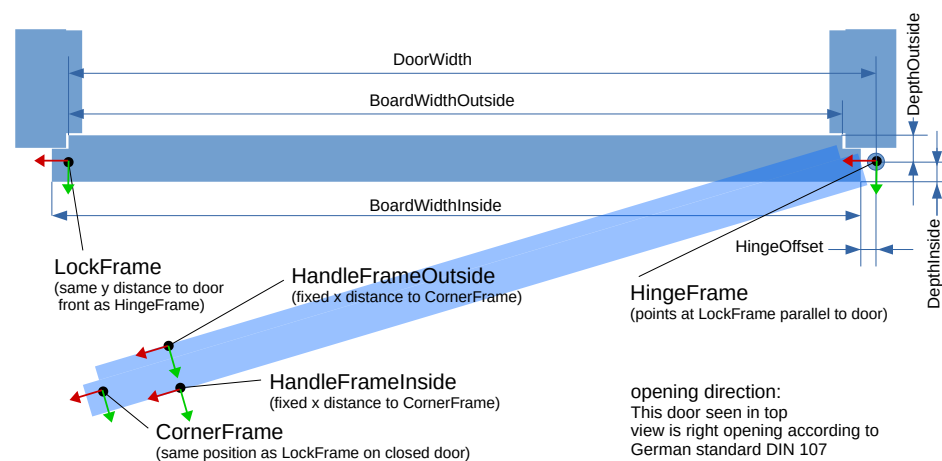 DoorWidth
DepthOutside
BoardWidthOutside
BoardWidthInside
HingeOffset
DepthInside
LockFrame
(same y distance to door
front as HingeFrame)
HandleFrameOutside
(fixed x distance to CornerFrame)
HingeFrame
(points at LockFrame parallel to door)
HandleFrameInside
(fixed x distance to CornerFrame)
CornerFrame
(same position as LockFrame on closed door)
opening direction:
This door seen in top
view is right opening according to
German standard DIN 107